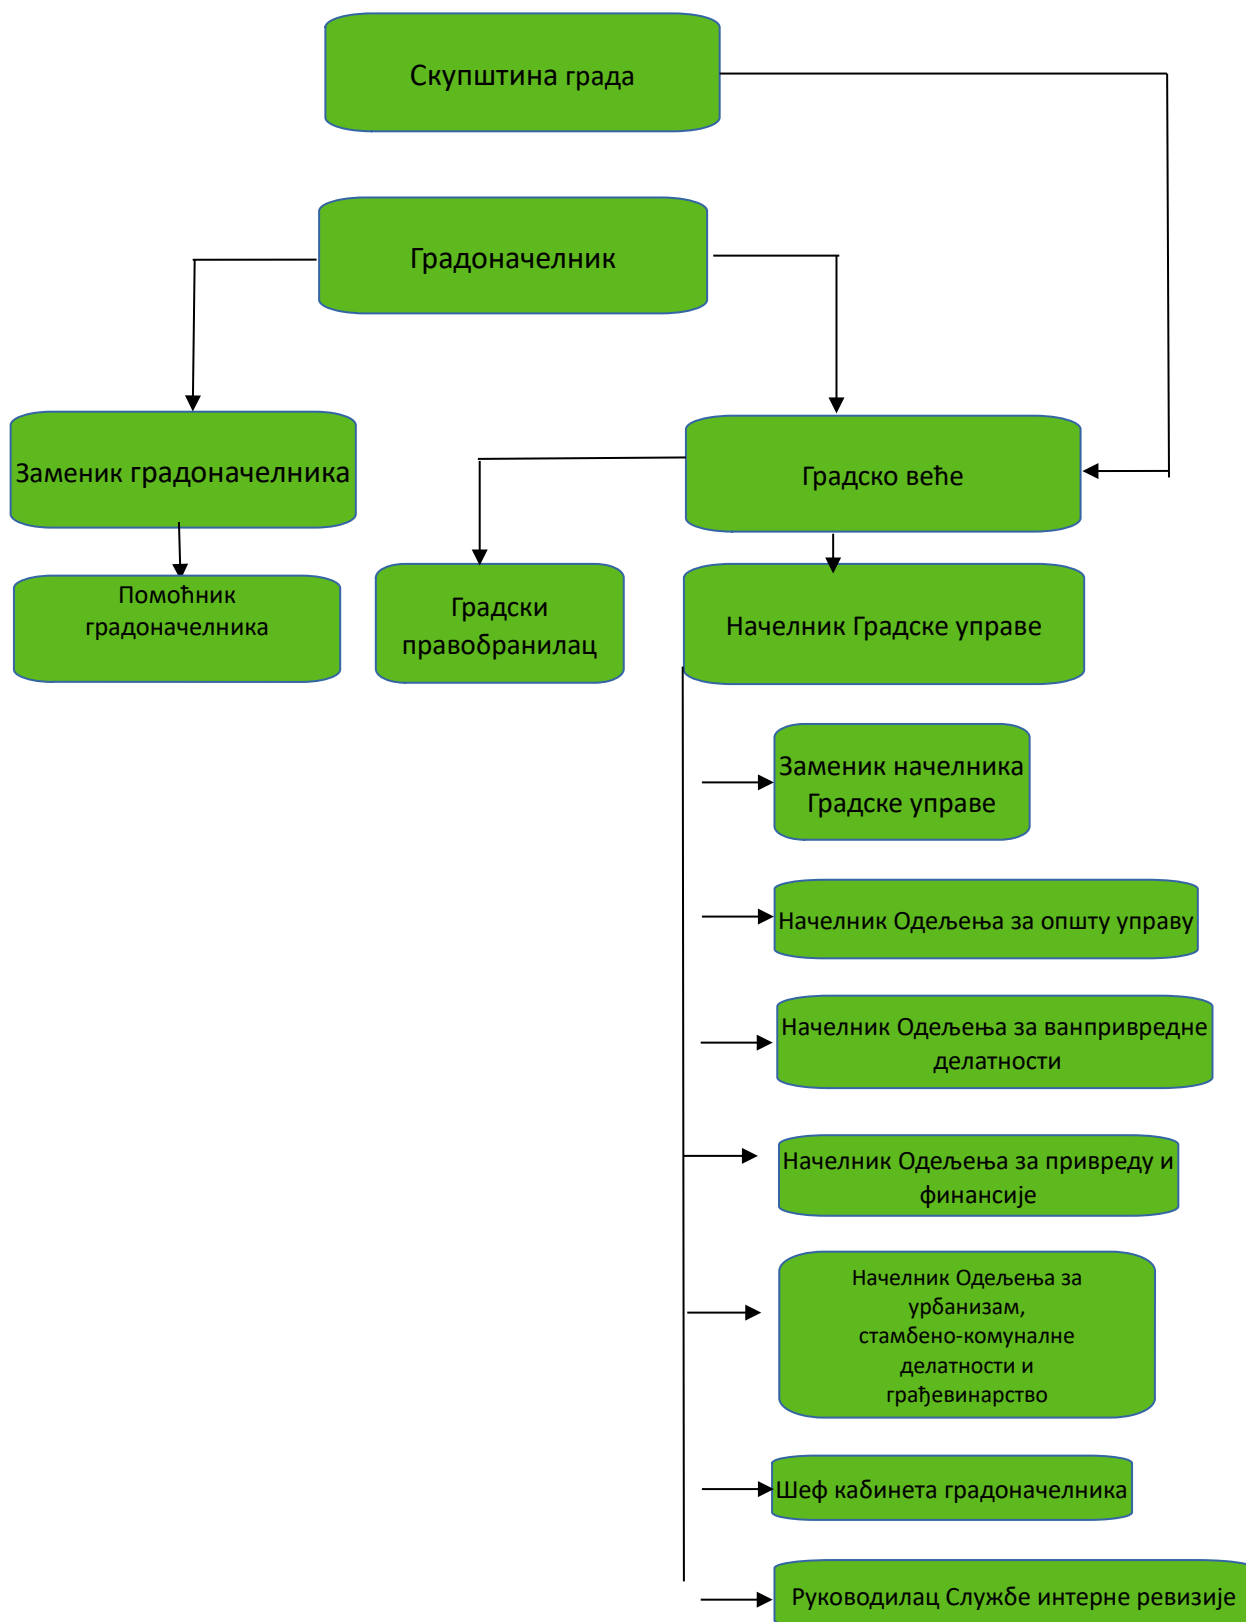 Скупштина града
Градоначелник
Заменик градоначелника
Градско веће
Помоћник
градоначелника
Градски
правобранилац
Начелник Градске управе
Заменик начелника
Градске управе
Начелник Одељења за општу управу
Начелник Одељења за ванпривредне
делатности
Начелник Одељења за привреду и
финансије
Начелник Одељења за
урбанизам,
стамбено-комуналне
делатности и
грађевинарство
Шеф кабинета градоначелника
Руководилац Службе интерне ревизије